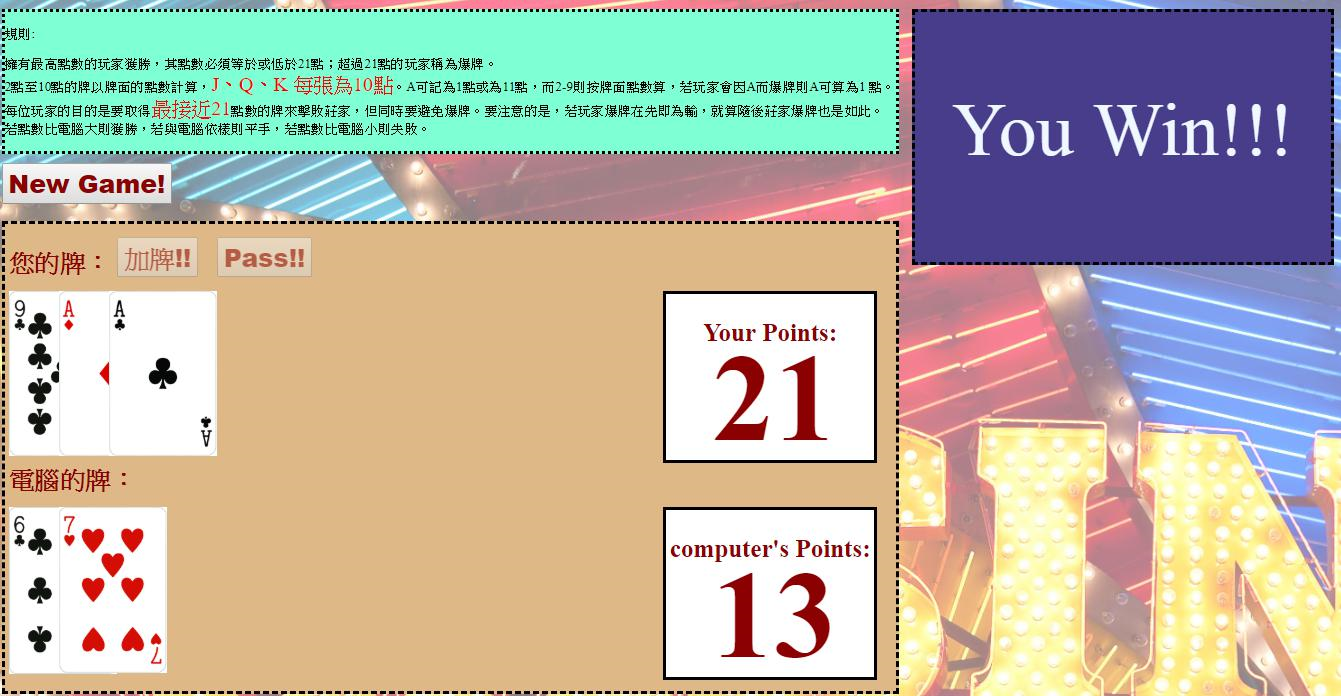 規則:
擁有最高點數的玩家獲勝，其點數必須等於或低於21點；超過21點的玩家稱為爆牌。
2點至10點的牌以牌面的點數計算，J、Q、K 每張為10點。A可記為1點或為11點，而2-9則按牌面點數算，若玩家會因A而爆牌則A可算為1 點。
每位玩家的目的是要取得最接近21點數的牌來擊敗莊家，但同時要避免爆牌。要注意的是，若玩家爆牌在先即為輸，就算隨後莊家爆牌也是如此。
若點數比電腦大則獲勝，若與電腦依樣則平手，若點數比電腦小則失敗。
You Win!!!
New Game!
您的牌： 加牌!! Pass!!
9 A A
A
Your Points:
21
電腦的牌：
6 7
7
computer's Points:
13